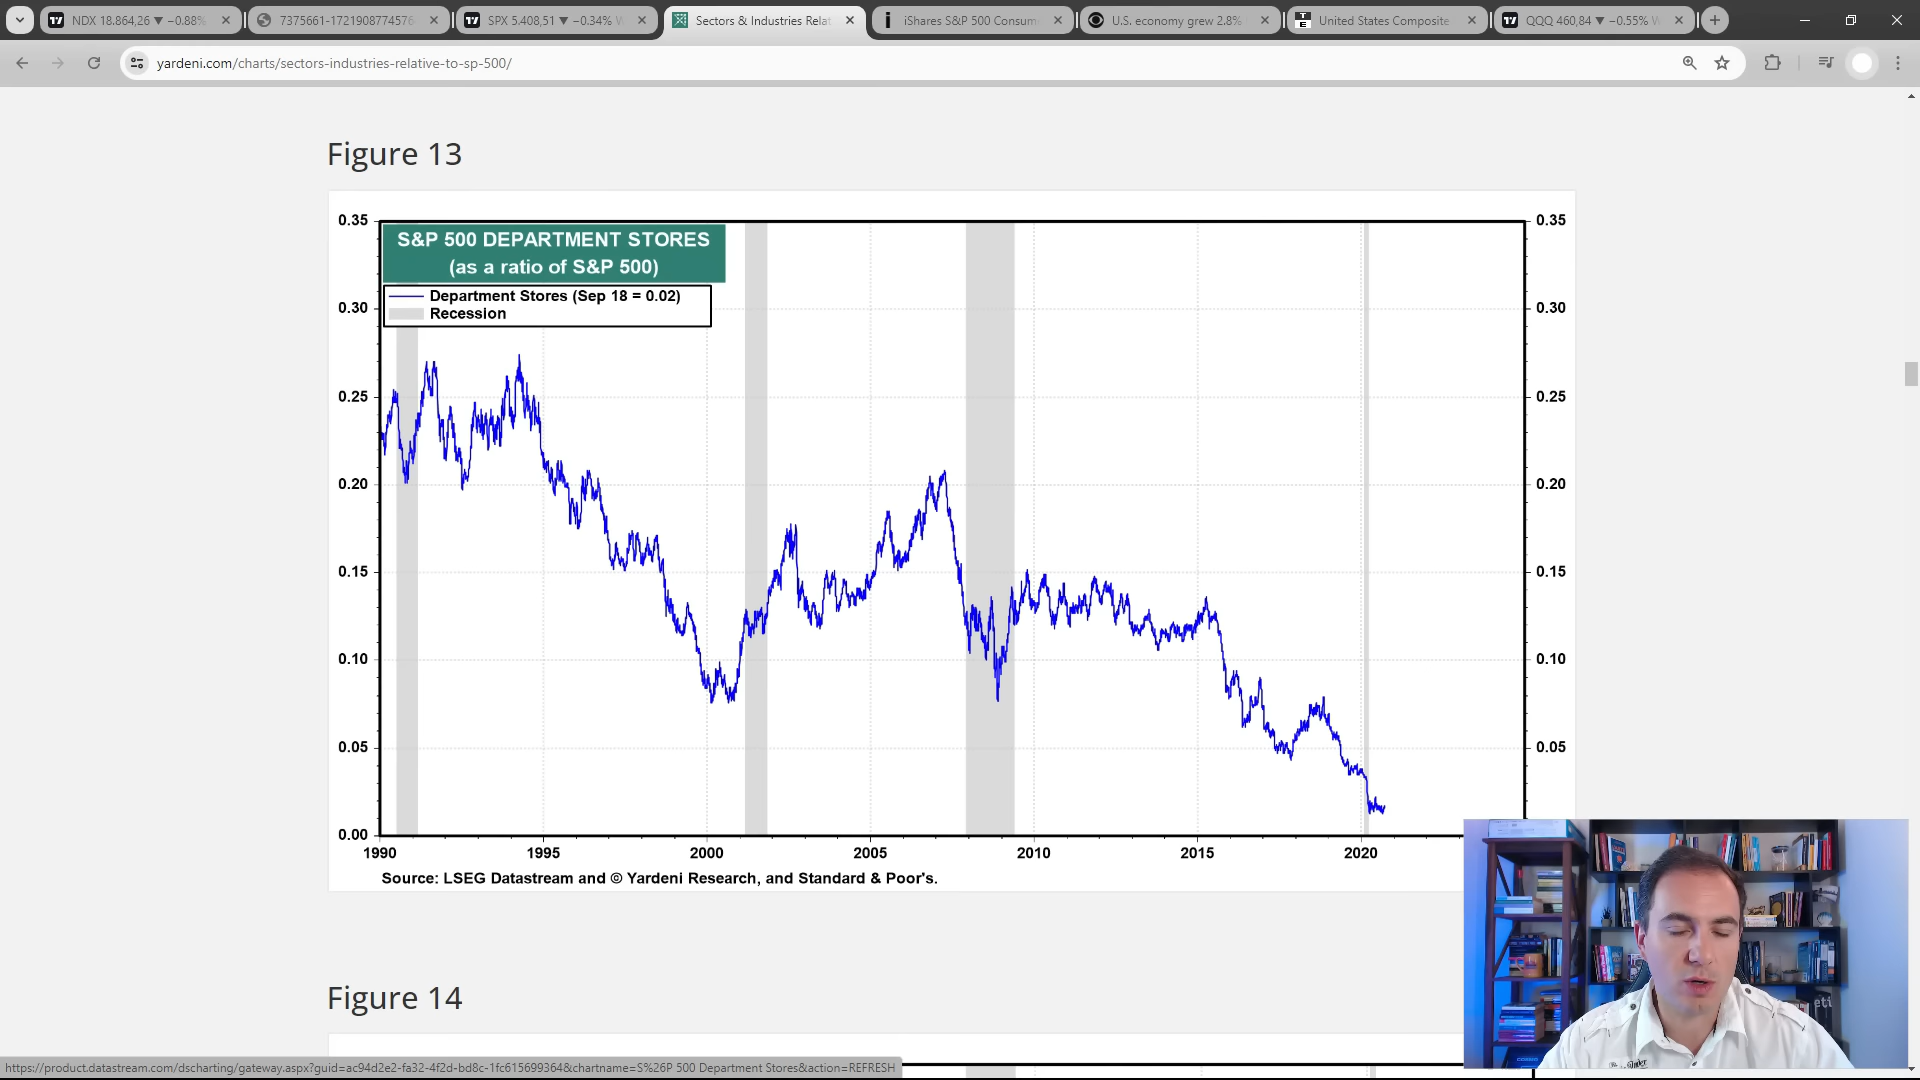 NDX 18.864,26 ▼ −0.88%
7375661-1721908774576
SPX 5.408,51 ▼ −0.34%
Sectors & Industries Rela
iShares S&P 500 Consum
U.S. economy grew 2.8%
United States Composite
QQQ 460,84 ▼ −0.55%
yardeni.com/charts/sectors-industries-relative-to-sp-500/
Figure 13
S&P 500 DEPARTMENT STORES
(as a ratio of S&P 500)
Department Stores (Sep 18 = 0.02)
Recession
0.35 0.35
0.30 0.30
0.25 0.25
0.20 0.20
0.15 0.15
0.10 0.10
0.05 0.05
0.00
1990 1995 2000 2005 2010 2015 2020
Source: LSEG Datastream and © Yardeni Research, and Standard & Poor's.
Figure 14
https://product.datastream.com/dscharting/gateway.aspx?guid=ac94d2e2-fa32-4f2d-bd8c-1fc615699364&chartname=S%26P 500 Department Stores&action=REFRESH